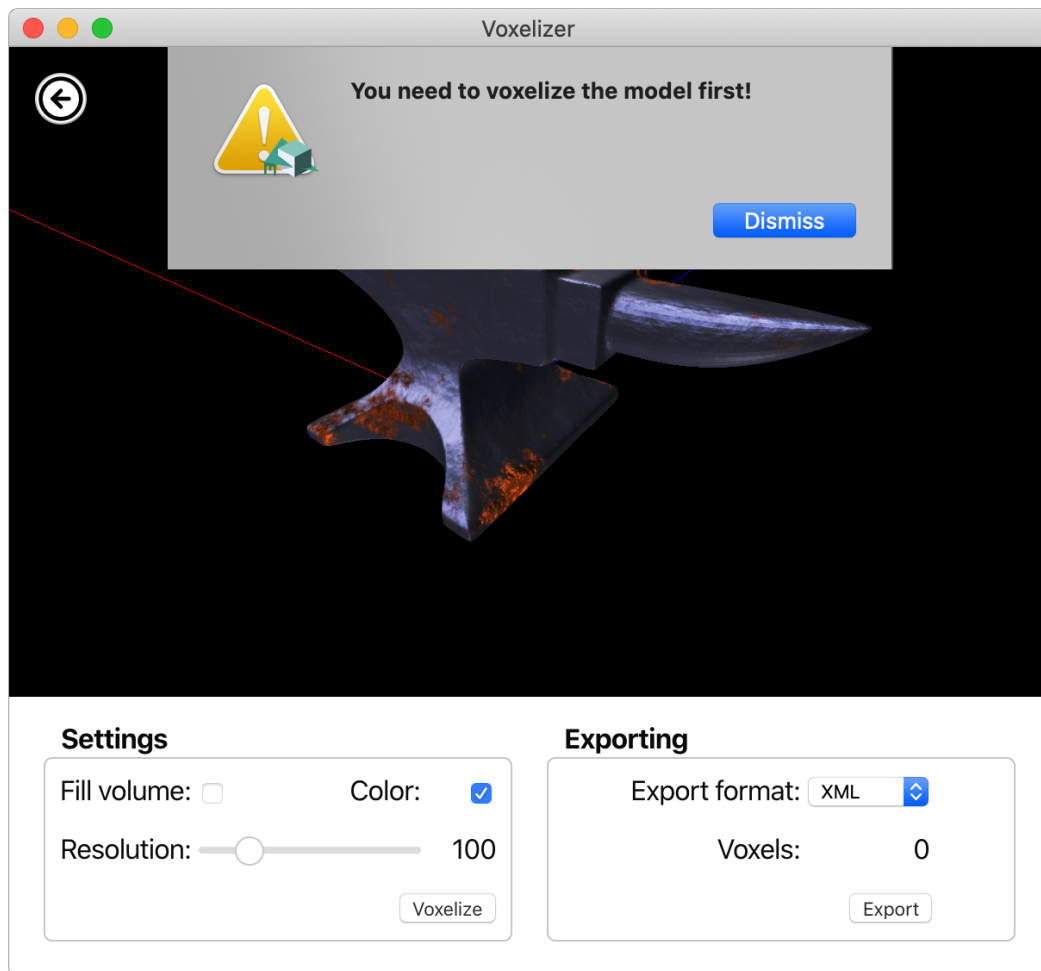 Voxelizer
You need to voxelize the model first!
Dismiss
Settings
Fill volume: Color:
Resolution: 100
Voxelize
Exporting
Export format: XML
Voxels: 0
Export